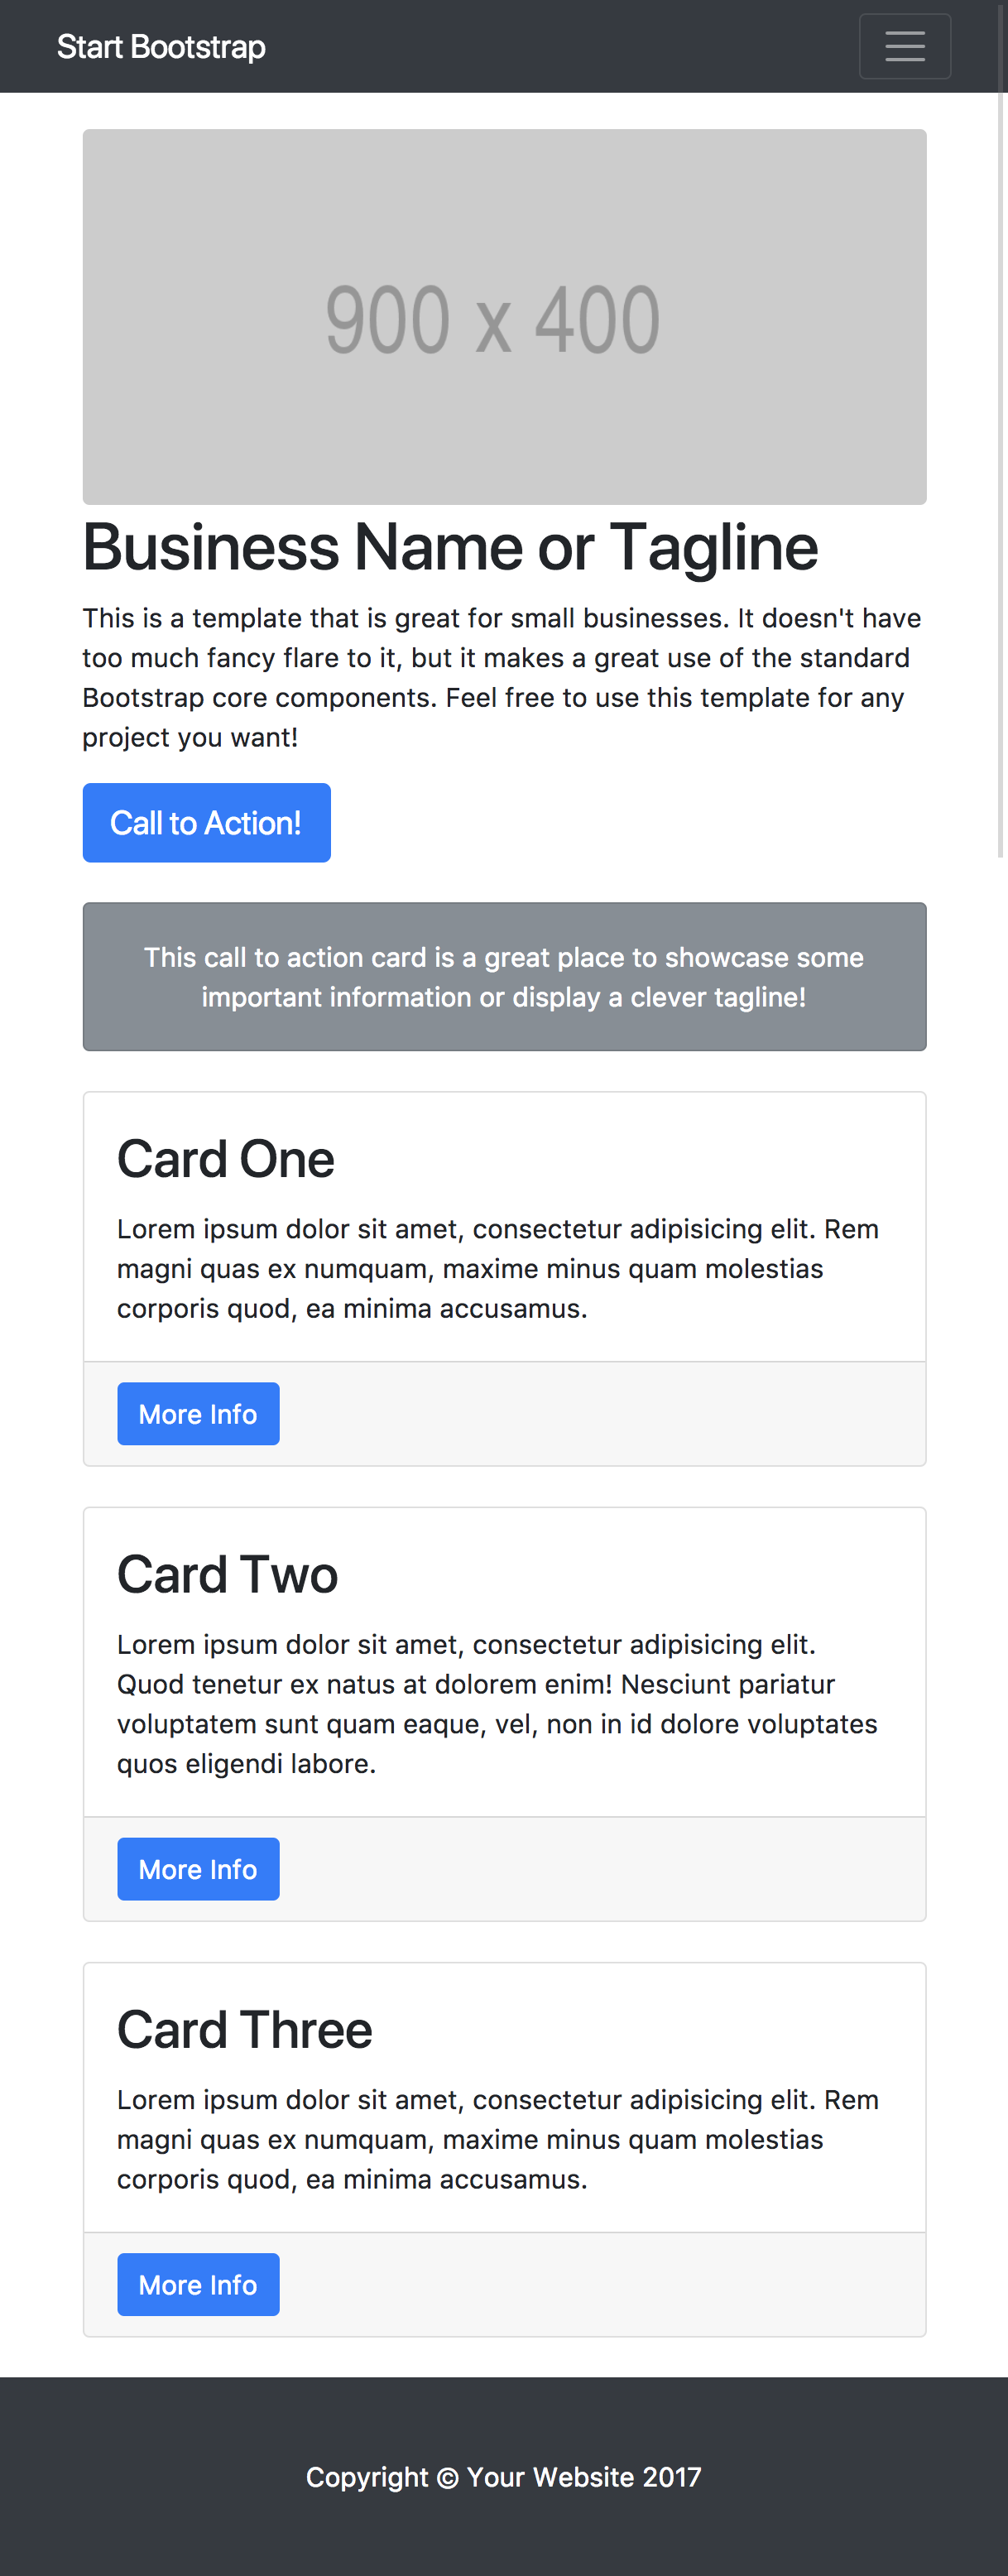 Start Bootstrap
900 x 400
Business Name or Tagline
This is a template that is great for small businesses. It doesn't have
too much fancy flare to it, but it makes a great use of the standard
Bootstrap core components. Feel free to use this template for any
project you want!
Call to Action!
This call to action card is a great place to showcase some
important information or display a clever tagline!
Card One
Lorem ipsum dolor sit amet, consectetur adipisicing elit. Rem
magni quas ex numquam, maxime minus quam molestias
corporis quod, ea minima accusamus.
More Info
Card Two
Lorem ipsum dolor sit amet, consectetur adipisicing elit.
Quod tenetur ex natus at dolorem enim! Nesciunt pariatur
voluptatem sunt quam eaque, vel, non in id dolore voluptates
quos eligendi labore.
More Info
Card Three
Lorem ipsum dolor sit amet, consectetur adipisicing elit. Rem
magni quas ex numquam, maxime minus quam molestias
corporis quod, ea minima accusamus.
More Info
Copyright © Your Website 2017